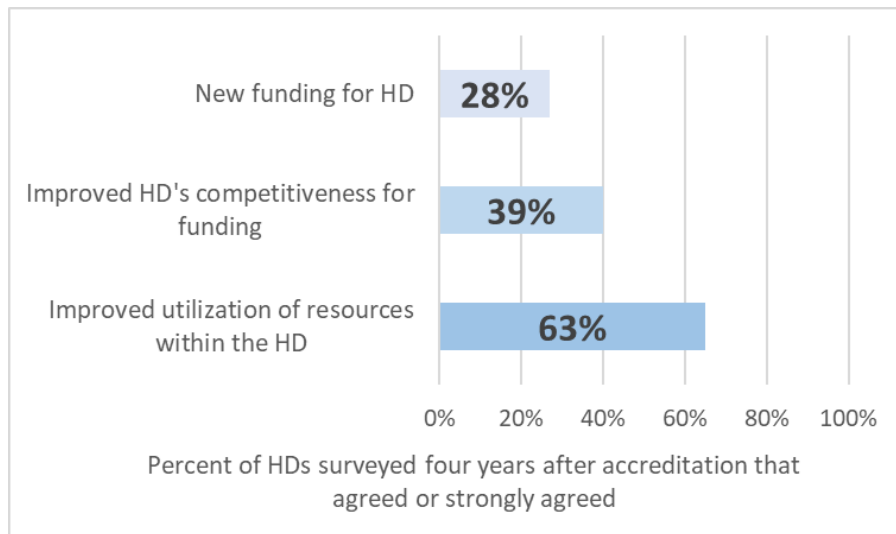 New funding for HD
28%
Improved HD's competitiveness for
funding
39%
Improved utilization of resources
within the HD
63%
0% 20% 40% 60% 80% 100%
Percent of HDs surveyed four years after accreditation that
agreed or strongly agreed